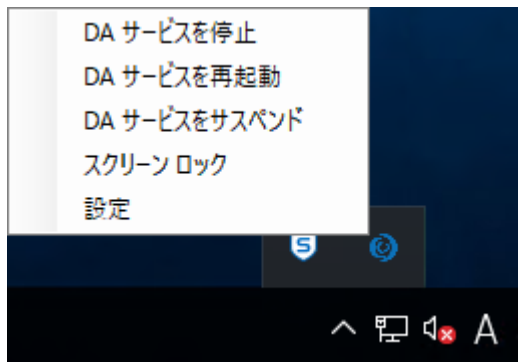 DA サービスを停止
DA サービスを再起動
DA サービスをサスペンド
スクリーン ロック
設定
S
A